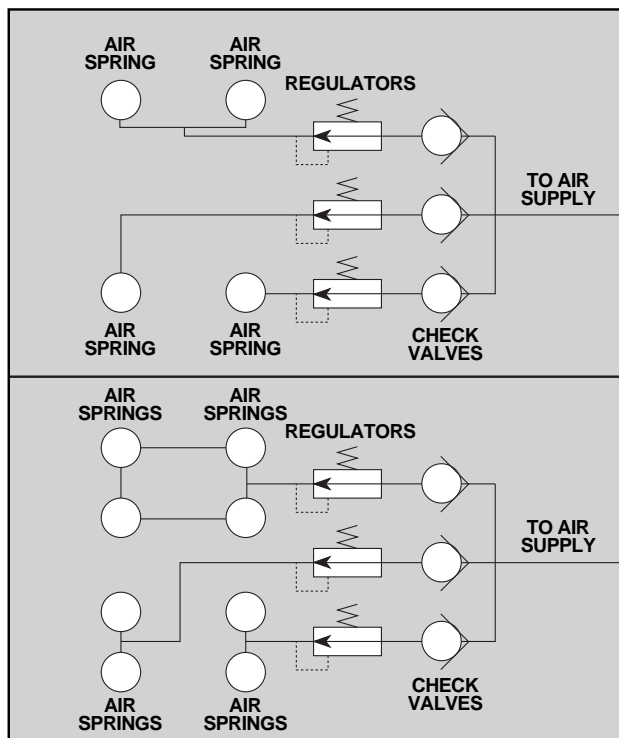 AIR
SPRING
AIR
SPRING
REGULATORS
TO AIR
SUPPLY
AIR
SPRING
AIR
SPRING
CHECK
VALVES
AIR
SPRINGS
AIR
SPRINGS
REGULATORS
TO AIR
SUPPLY
AIR
SPRINGS
AIR
SPRINGS
CHECK
VALVES